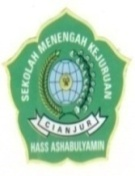 SEKOLAH MENENGAH KEJURUAN
CIANJUR
HASS ASHABULYAMIN